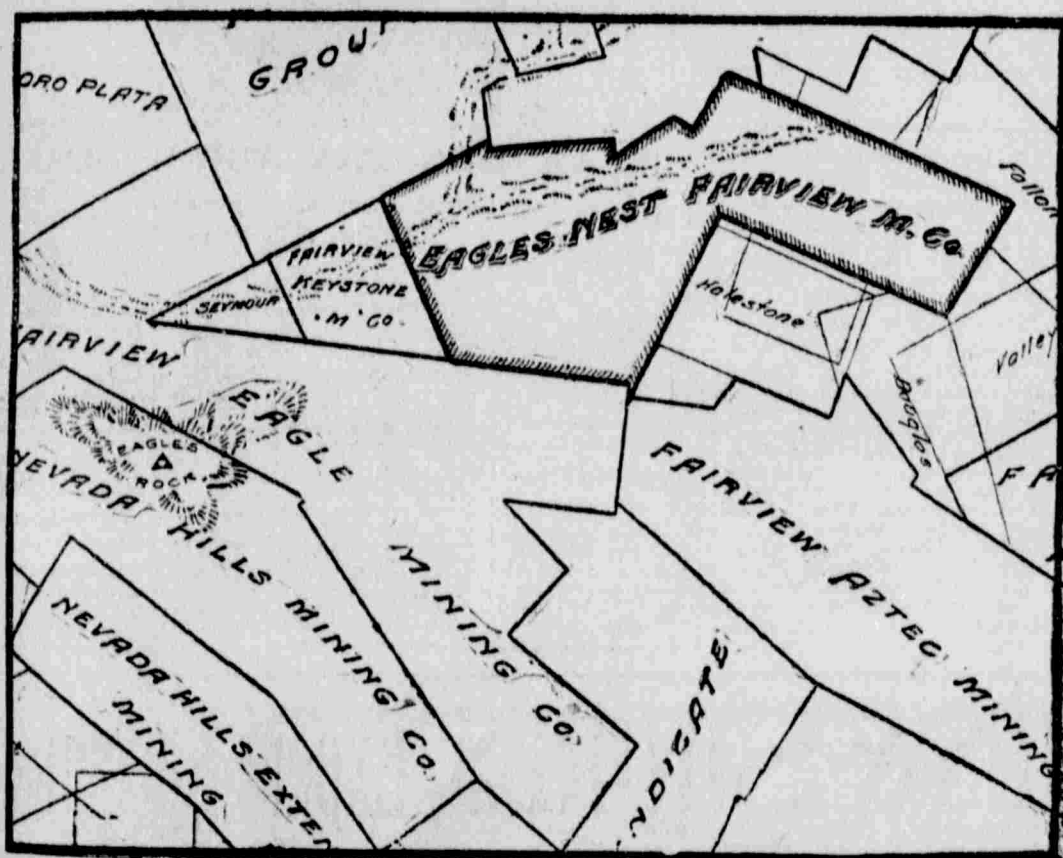 ORO PLATA
GROU
EAGLES NEST FAIRVIEW M. Co.
Fallon
FAIRVIEW
KEYSTONE
M' CO.
SEYMOUR
Holestone
Valley
Douglas
AIRVIEW
EAGLE
MINING
CO.
EAGLES
ROCK
NEVADA HILLS MINING CO.
FAIRVIEW AZTEC MINING
FA
NEVADA HILLS EXTEN
MINING
NDICATE